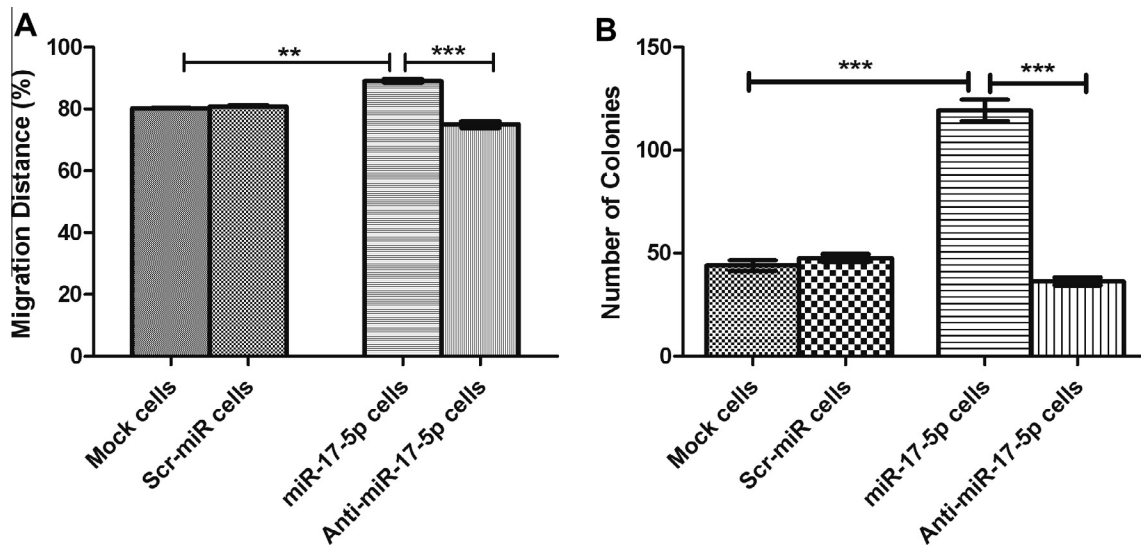 A
Migration Distance (%)
100
80
60
40
20
0
**
***
Mock cells
Scr-miR cells
miR-17-5p cells
Anti-miR-17-5p cells
B
Number of Colonies
150
100
50
0
***
***
Mock cells
Scr-miR cells
miR-17-5p cells
Anti-miR-17-5p cells